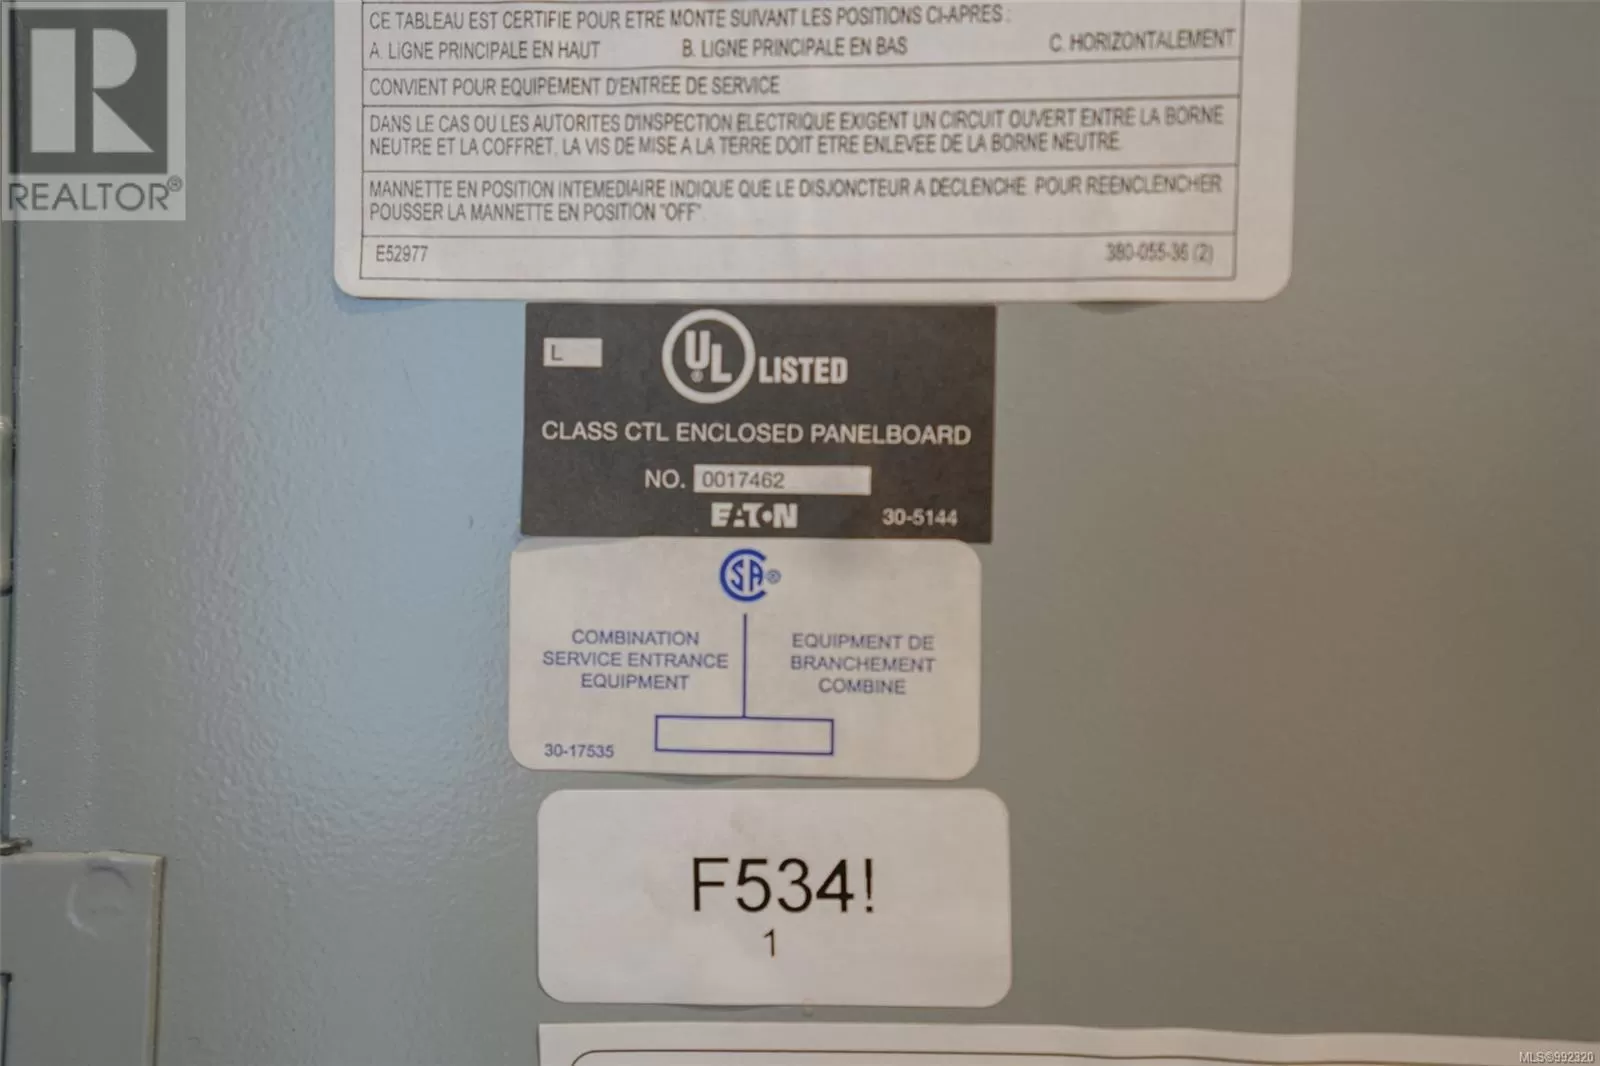 CE TABLEAU EST CERTIFIE POUR ETRE MONTE SUIVANT LES POSITIONS CI-APRES :
A. LIGNE PRINCIPALE EN HAUT B. LIGNE PRINCIPALE EN BAS C. HORIZONTALEMENT
CONVIENT POUR EQUIPEMENT D'ENTREE DE SERVICE
DANS LE CAS OU LES AUTORITES D'INSPECTION ELECTRIQUE EXIGENT UN CIRCUIT OUVERT ENTRE LA BORNE
NEUTRE ET LA COFFRET, LA VIS DE MISE A LA TERRE DOIT ETRE ENLEVEE DE LA BORNE NEUTRE.
MANNETTE EN POSITION INTEMEDIAIRE INDIQUE QUE LE DISJONCTEUR A DECLENCHE. POUR REENCLENCHER
POUSSER LA MANNETTE EN POSITION "OFF".
E52977 380-055-36 (2)
REALTOR®
L
UL® LISTED
CLASS CTL ENCLOSED PANELBOARD
NO. 0017462
EATON 30-5144
CSA®
COMBINATION
SERVICE ENTRANCE
EQUIPMENT
EQUIPMENT DE
BRANCHEMENT
COMBINE
30-17535
F534!
1
MLS®992320